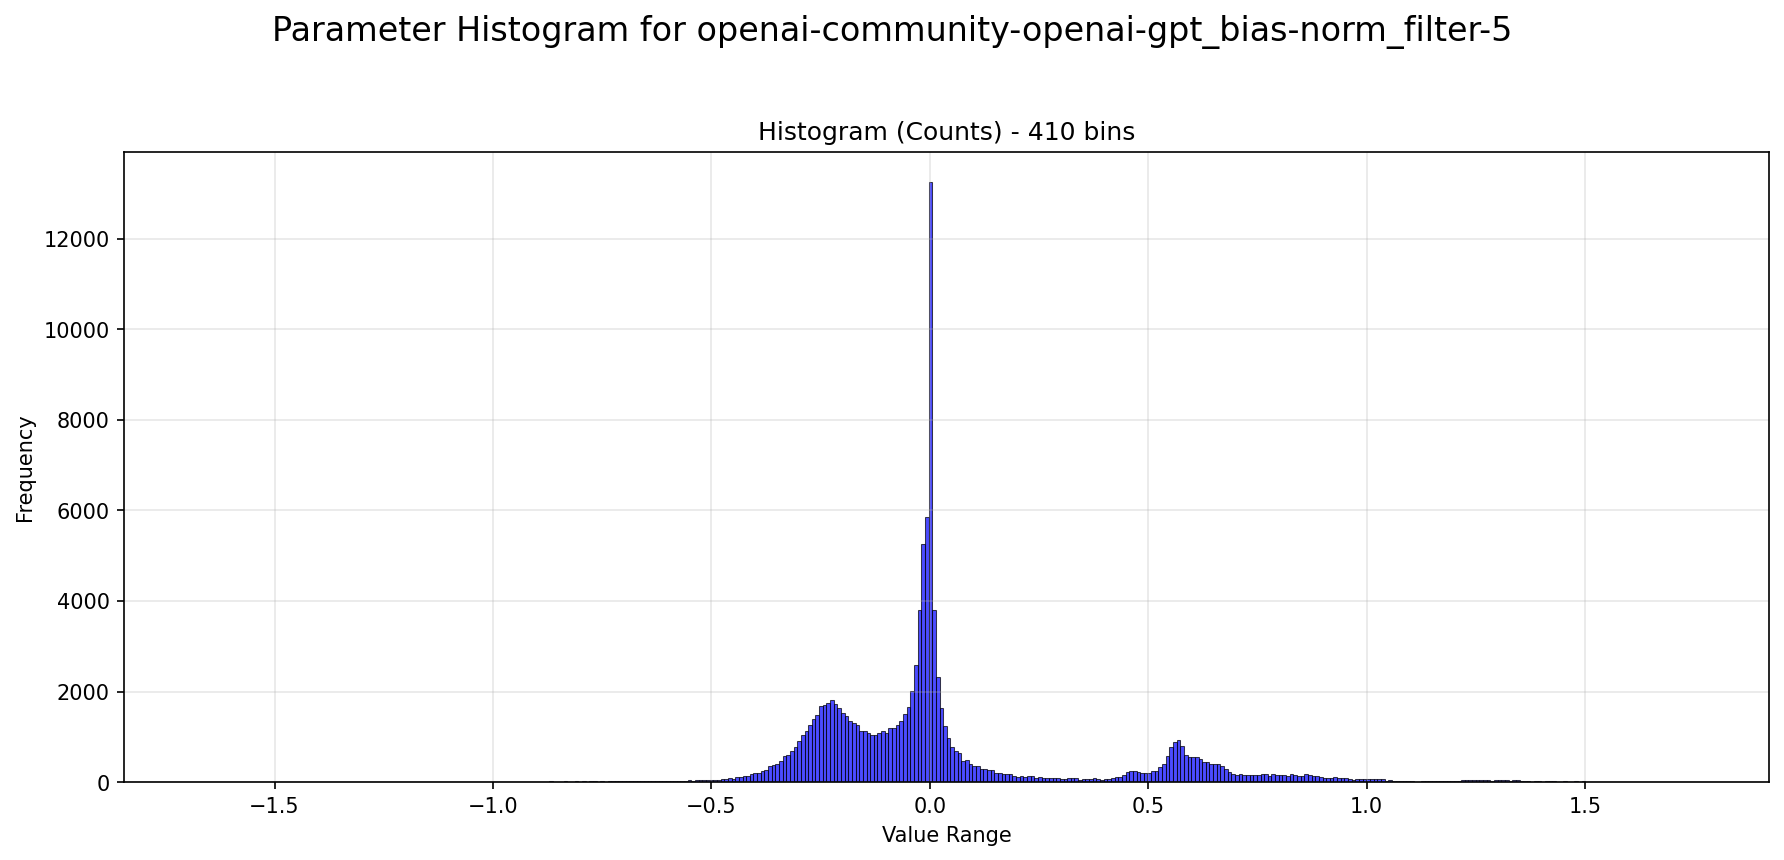 Parameter Histogram for openai-community-openai-gpt_bias-norm_filter-5
Histogram (Counts) - 410 bins
12000
10000
8000
6000
4000
2000
0
Frequency
−1.5 −1.0 −0.5 0.0 0.5 1.0 1.5
Value Range